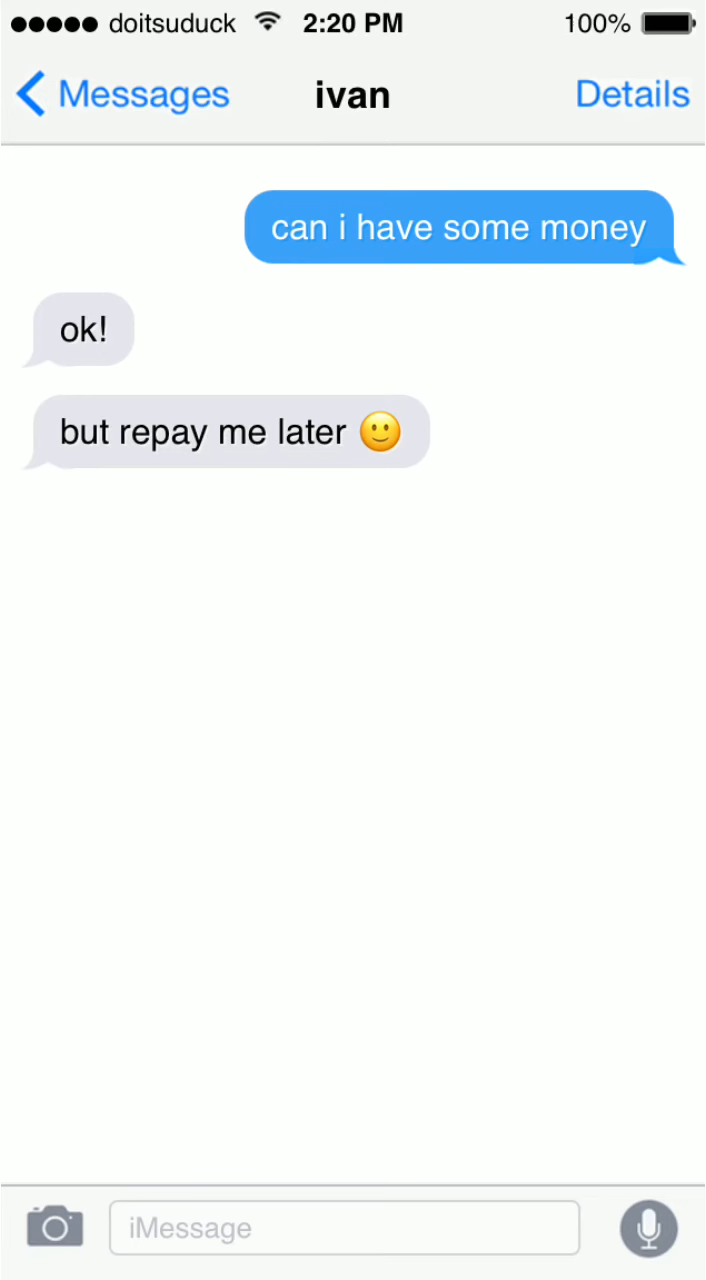 doitsuduck 2:20 PM 100%
Messages ivan Details
can i have some money
ok!
but repay me later 🙂
iMessage